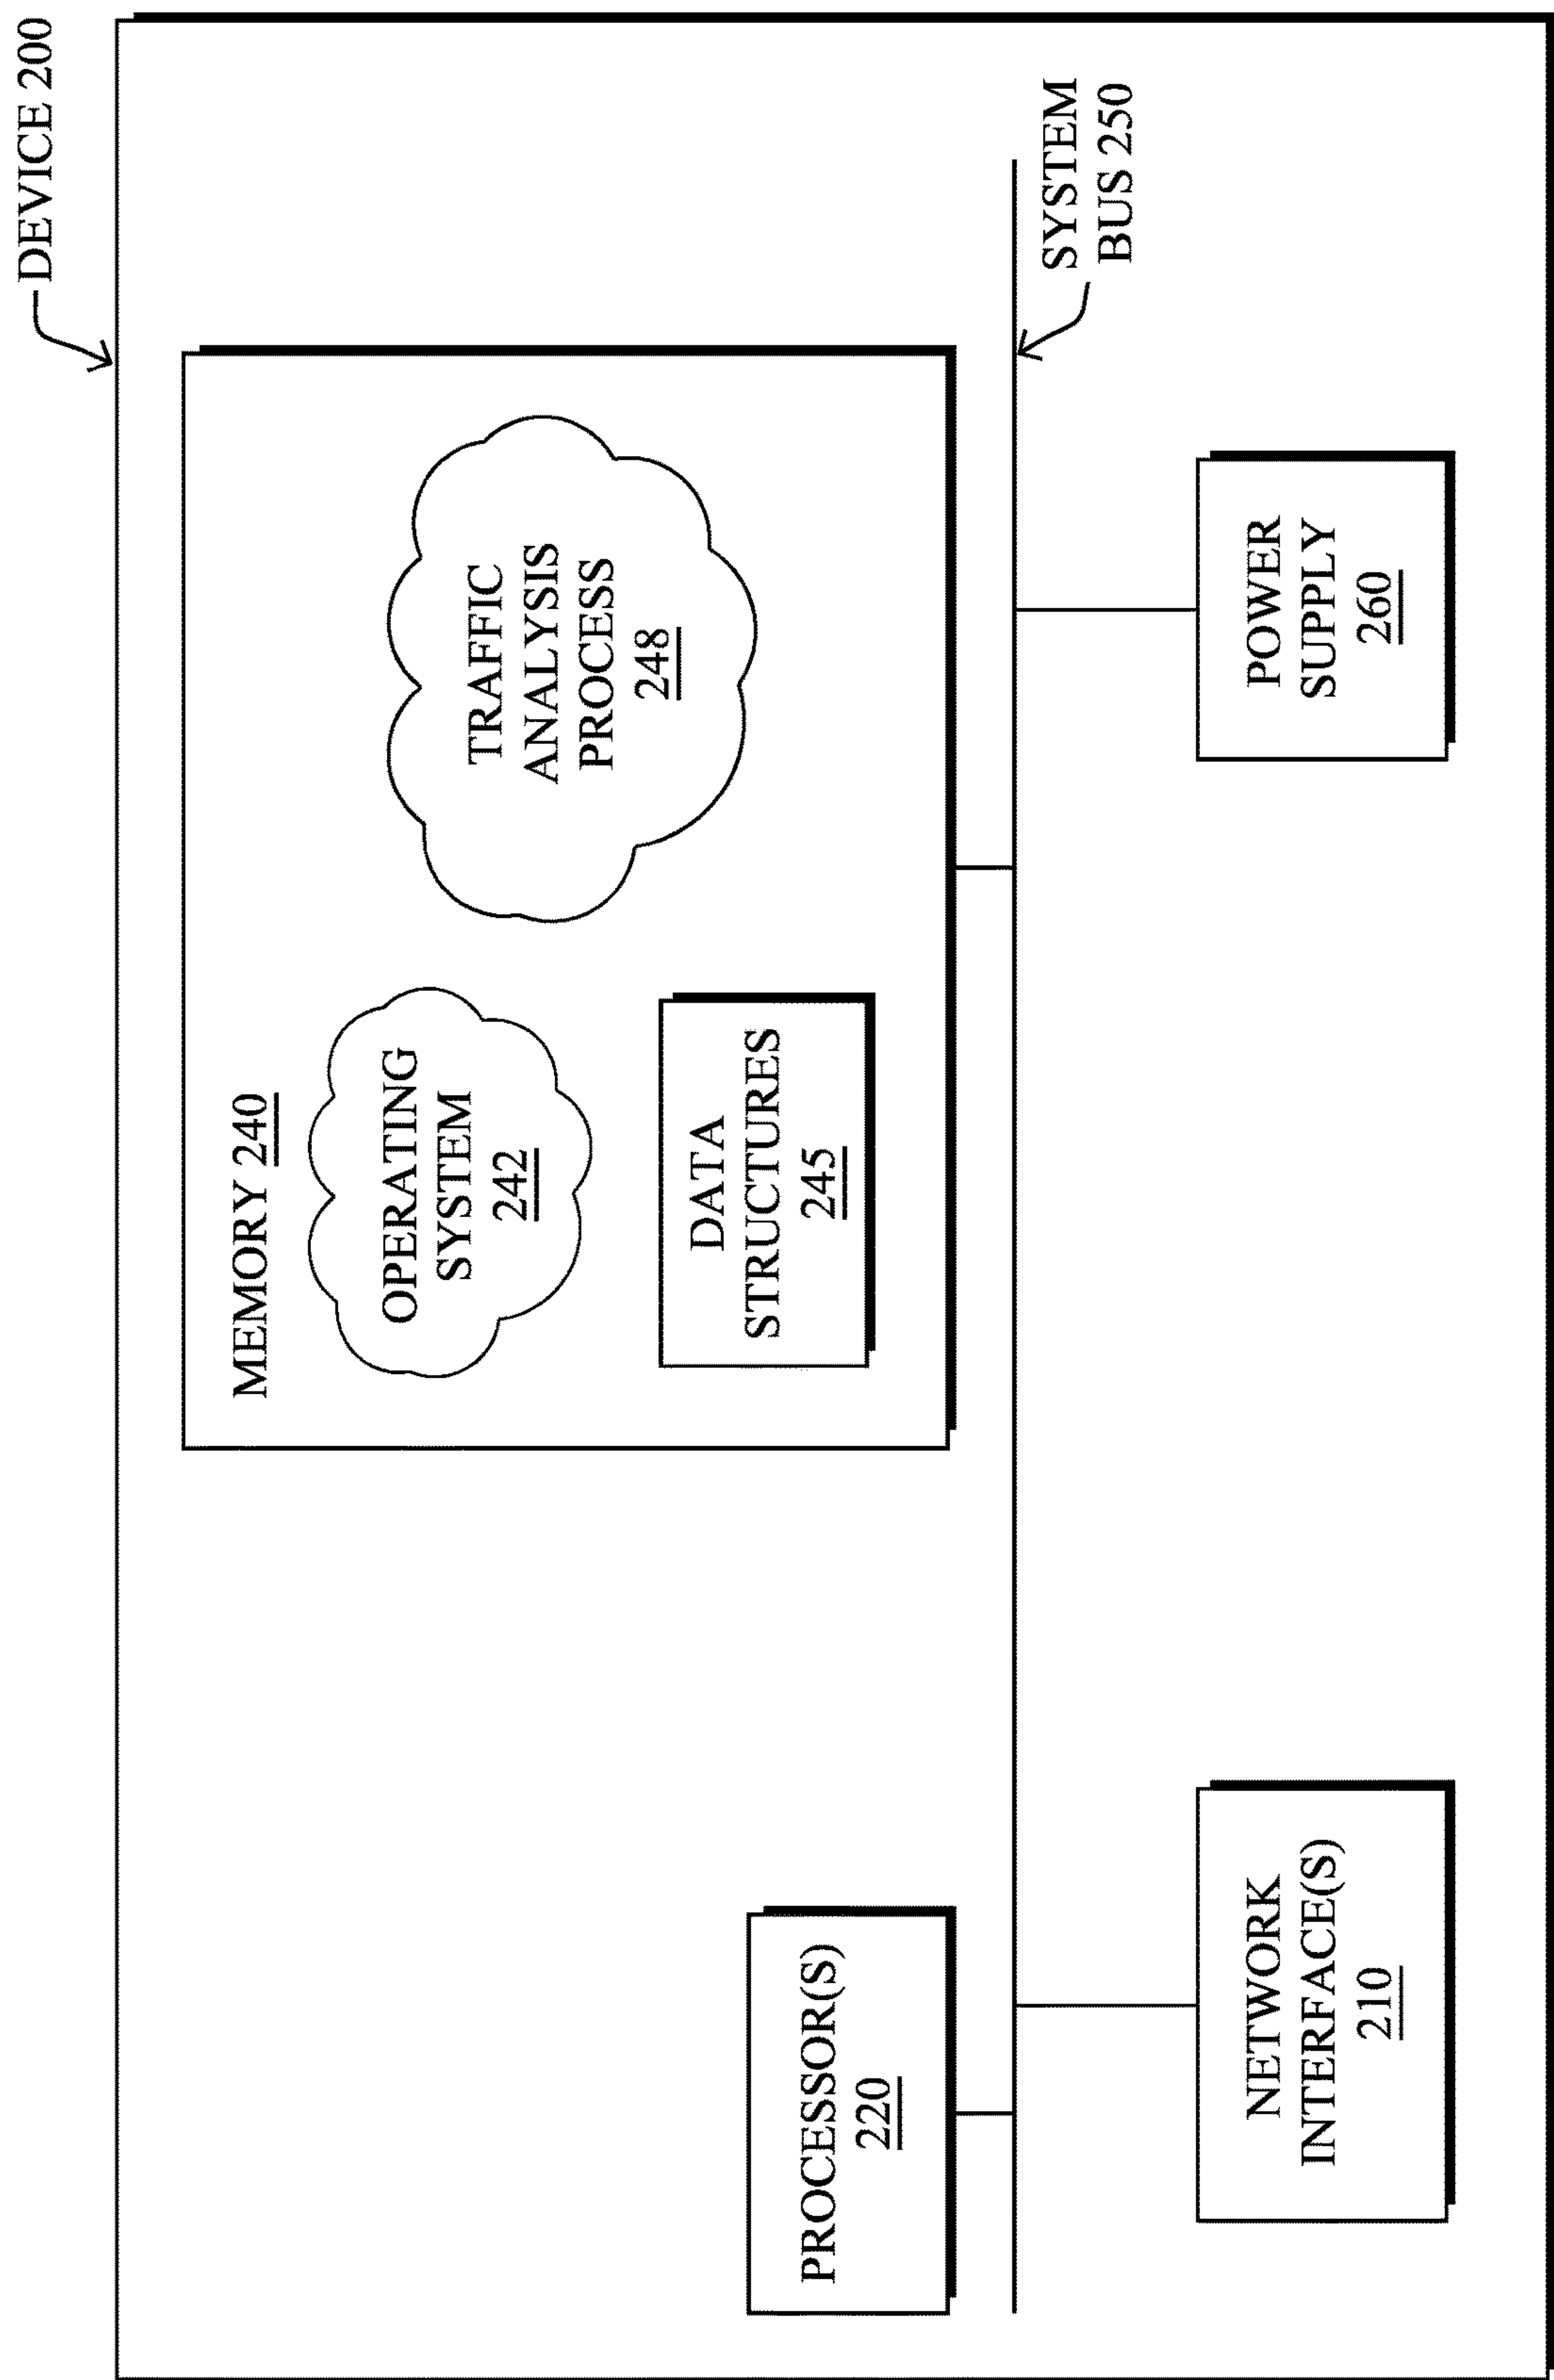 DEVICE 200
MEMORY 240
OPERATING
SYSTEM
242
TRAFFIC
ANALYSIS
PROCESS
248
DATA
STRUCTURES
245
PROCESSOR(S)
220
SYSTEM
BUS 250
NETWORK
INTERFACE(S)
210
POWER
SUPPLY
260